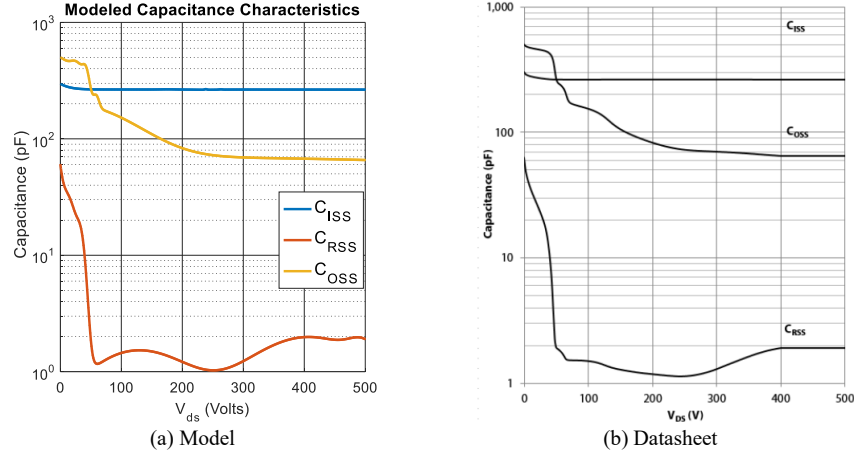 Modeled Capacitance Characteristics
10³
10²
10¹
10⁰
Capacitance (pF)
C_ISS
C_RSS
C_OSS
0 100 200 300 400 500
V_ds (Volts)
(a) Model
1,000
100
10
1
Capacitance (pF)
C_ISS
C_OSS
C_RSS
0 100 200 300 400 500
V_DS (V)
(b) Datasheet